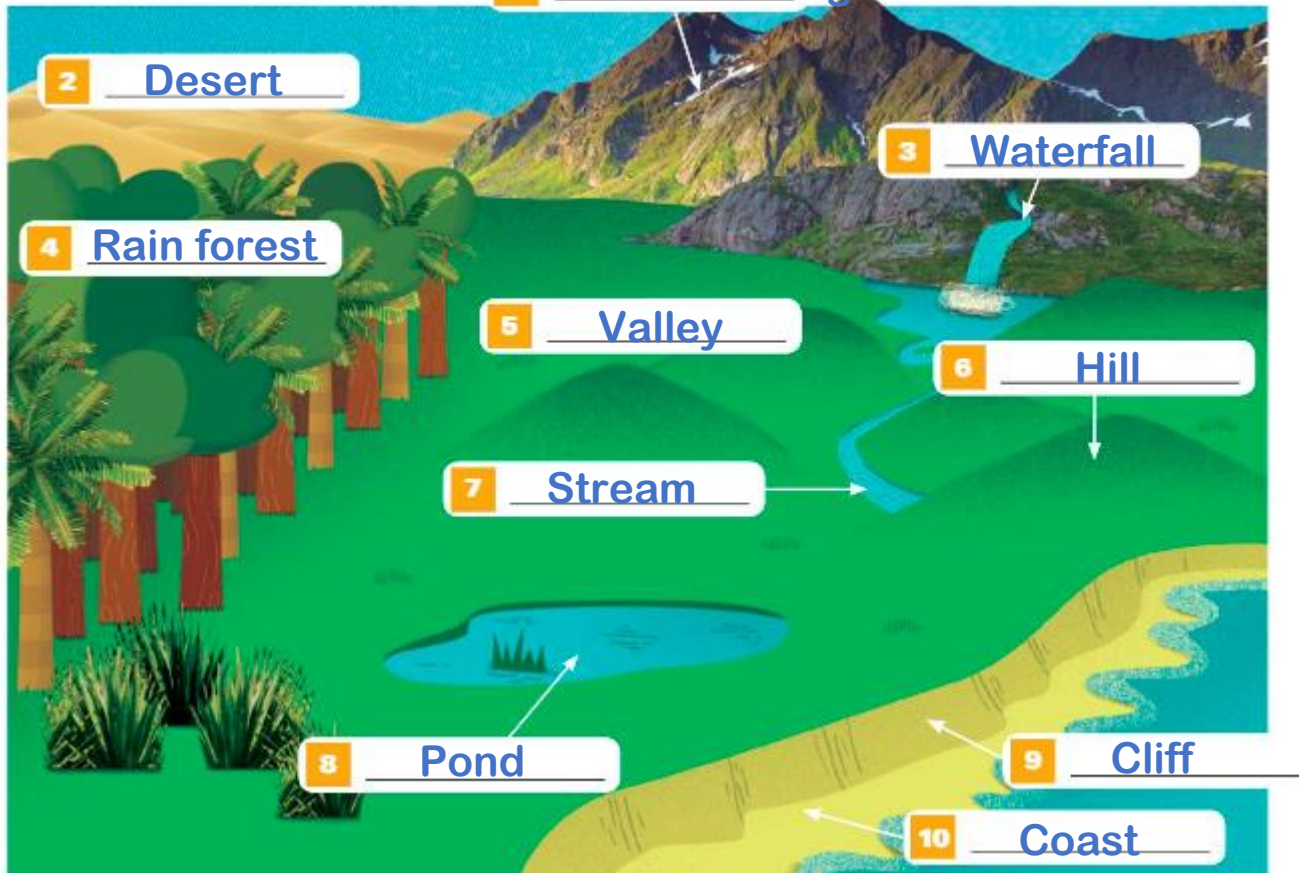 2 Desert
3 Waterfall
4 Rain forest
5 Valley
6 Hill
7 Stream
8 Pond
9 Cliff
10 Coast